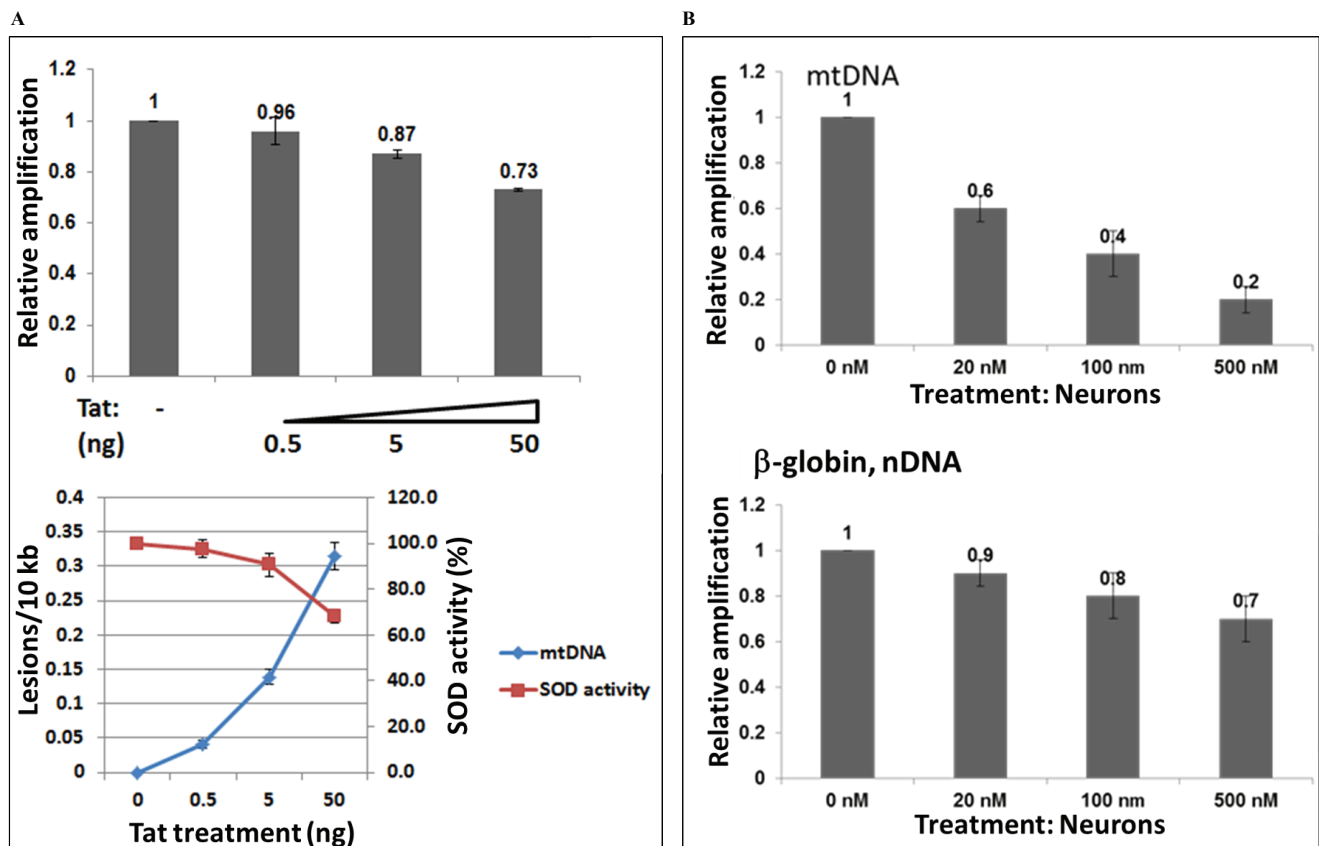 A
1.2
1
0.8
0.6
0.4
0.2
0
Relative amplification
1
0.96
0.87
0.73
Tat: -
(ng) 0.5 5 50
0.4
0.35
0.3
0.25
0.2
0.15
0.1
0.05
0
Lesions/10 kb
120.0
100.0
80.0
60.0
40.0
20.0
0.0
SOD activity (%)
mtDNA
SOD activity
0 0.5 5 50
Tat treatment (ng)
B
mtDNA
1.2
1
0.8
0.6
0.4
0.2
0
Relative amplification
1
0.6
0.4
0.2
0 nM 20 nM 100 nm 500 nM
Treatment: Neurons
β-globin, nDNA
1.2
1
0.8
0.6
0.4
0.2
0
Relative amplification
1
0.9
0.8
0.7
0 nM 20 nM 100 nm 500 nM
Treatment: Neurons